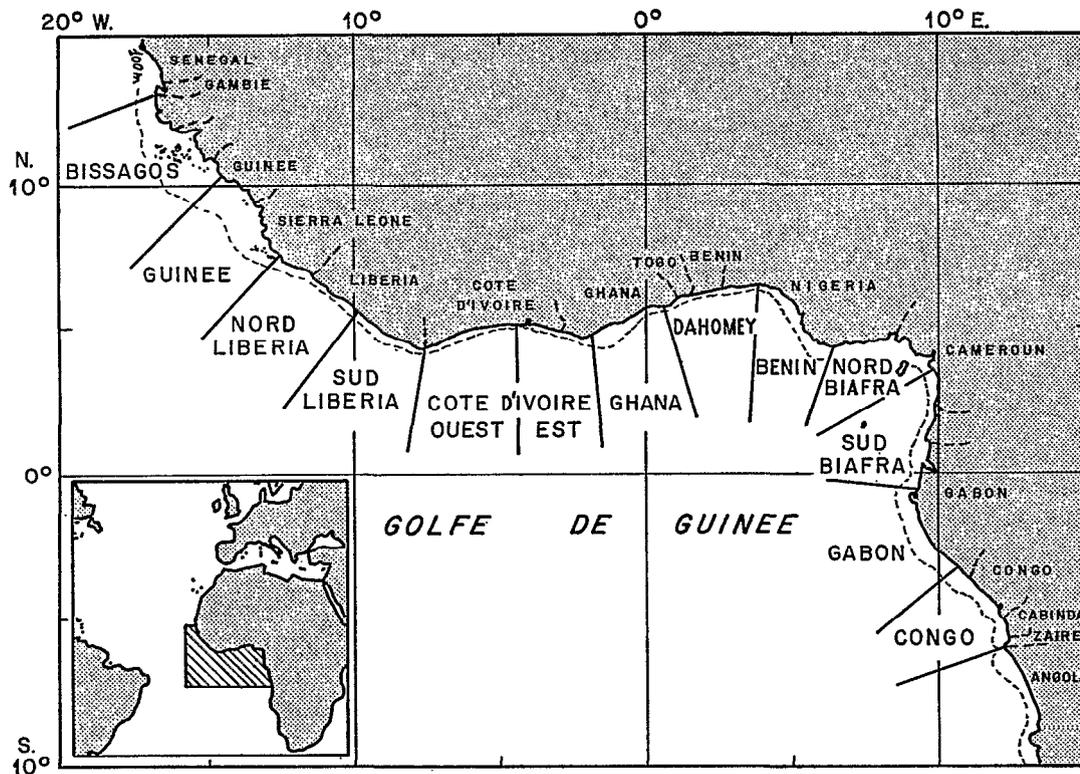 20° W.
10°
0°
10° E.
200m.
SENEGAL
GAMBIE
N.
BISSAGOS
GUINEE
10°
SIERRA LEONE
GUINEE
LIBERIA
COTE
D'IVOIRE
GHANA
TOGO
BENIN
NIGERIA
NORD
LIBERIA
DAHOMEY
CAMEROUN
BENIN
NORD
BIAFRA
SUD
LIBERIA
COTE D'IVOIRE
OUEST
EST
GHANA
SUD
BIAFRA
0°
GABON
GOLFE DE GUINEE
GABON
CONGO
CABINDA
CONGO
ZAIRE
ANGOL
S.
10°